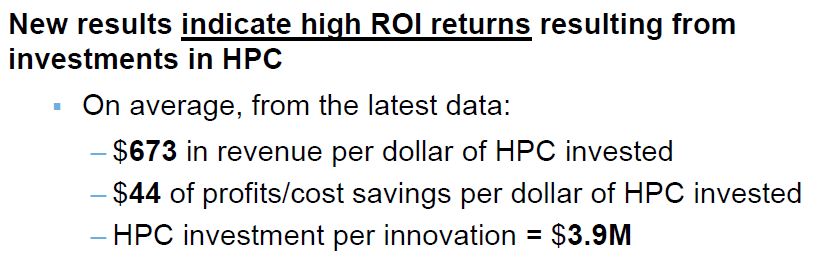 New results indicate high ROI returns resulting from
investments in HPC
▪ On average, from the latest data:
– $673 in revenue per dollar of HPC invested
– $44 of profits/cost savings per dollar of HPC invested
– HPC investment per innovation = $3.9M